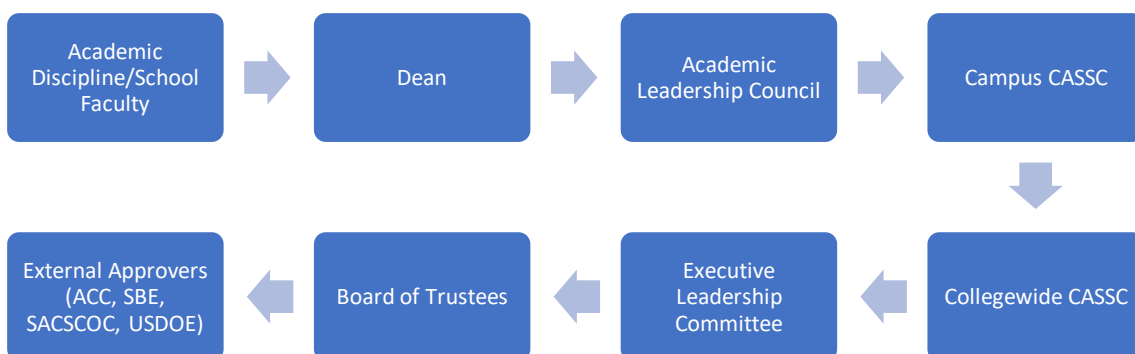 Academic
Discipline/School
Faculty
Dean
Academic
Leadership Council
Campus CASSC
Collegewide CASSC
Executive
Leadership
Committee
Board of Trustees
External Approvers
(ACC, SBE,
SACSCOC, USDOE)